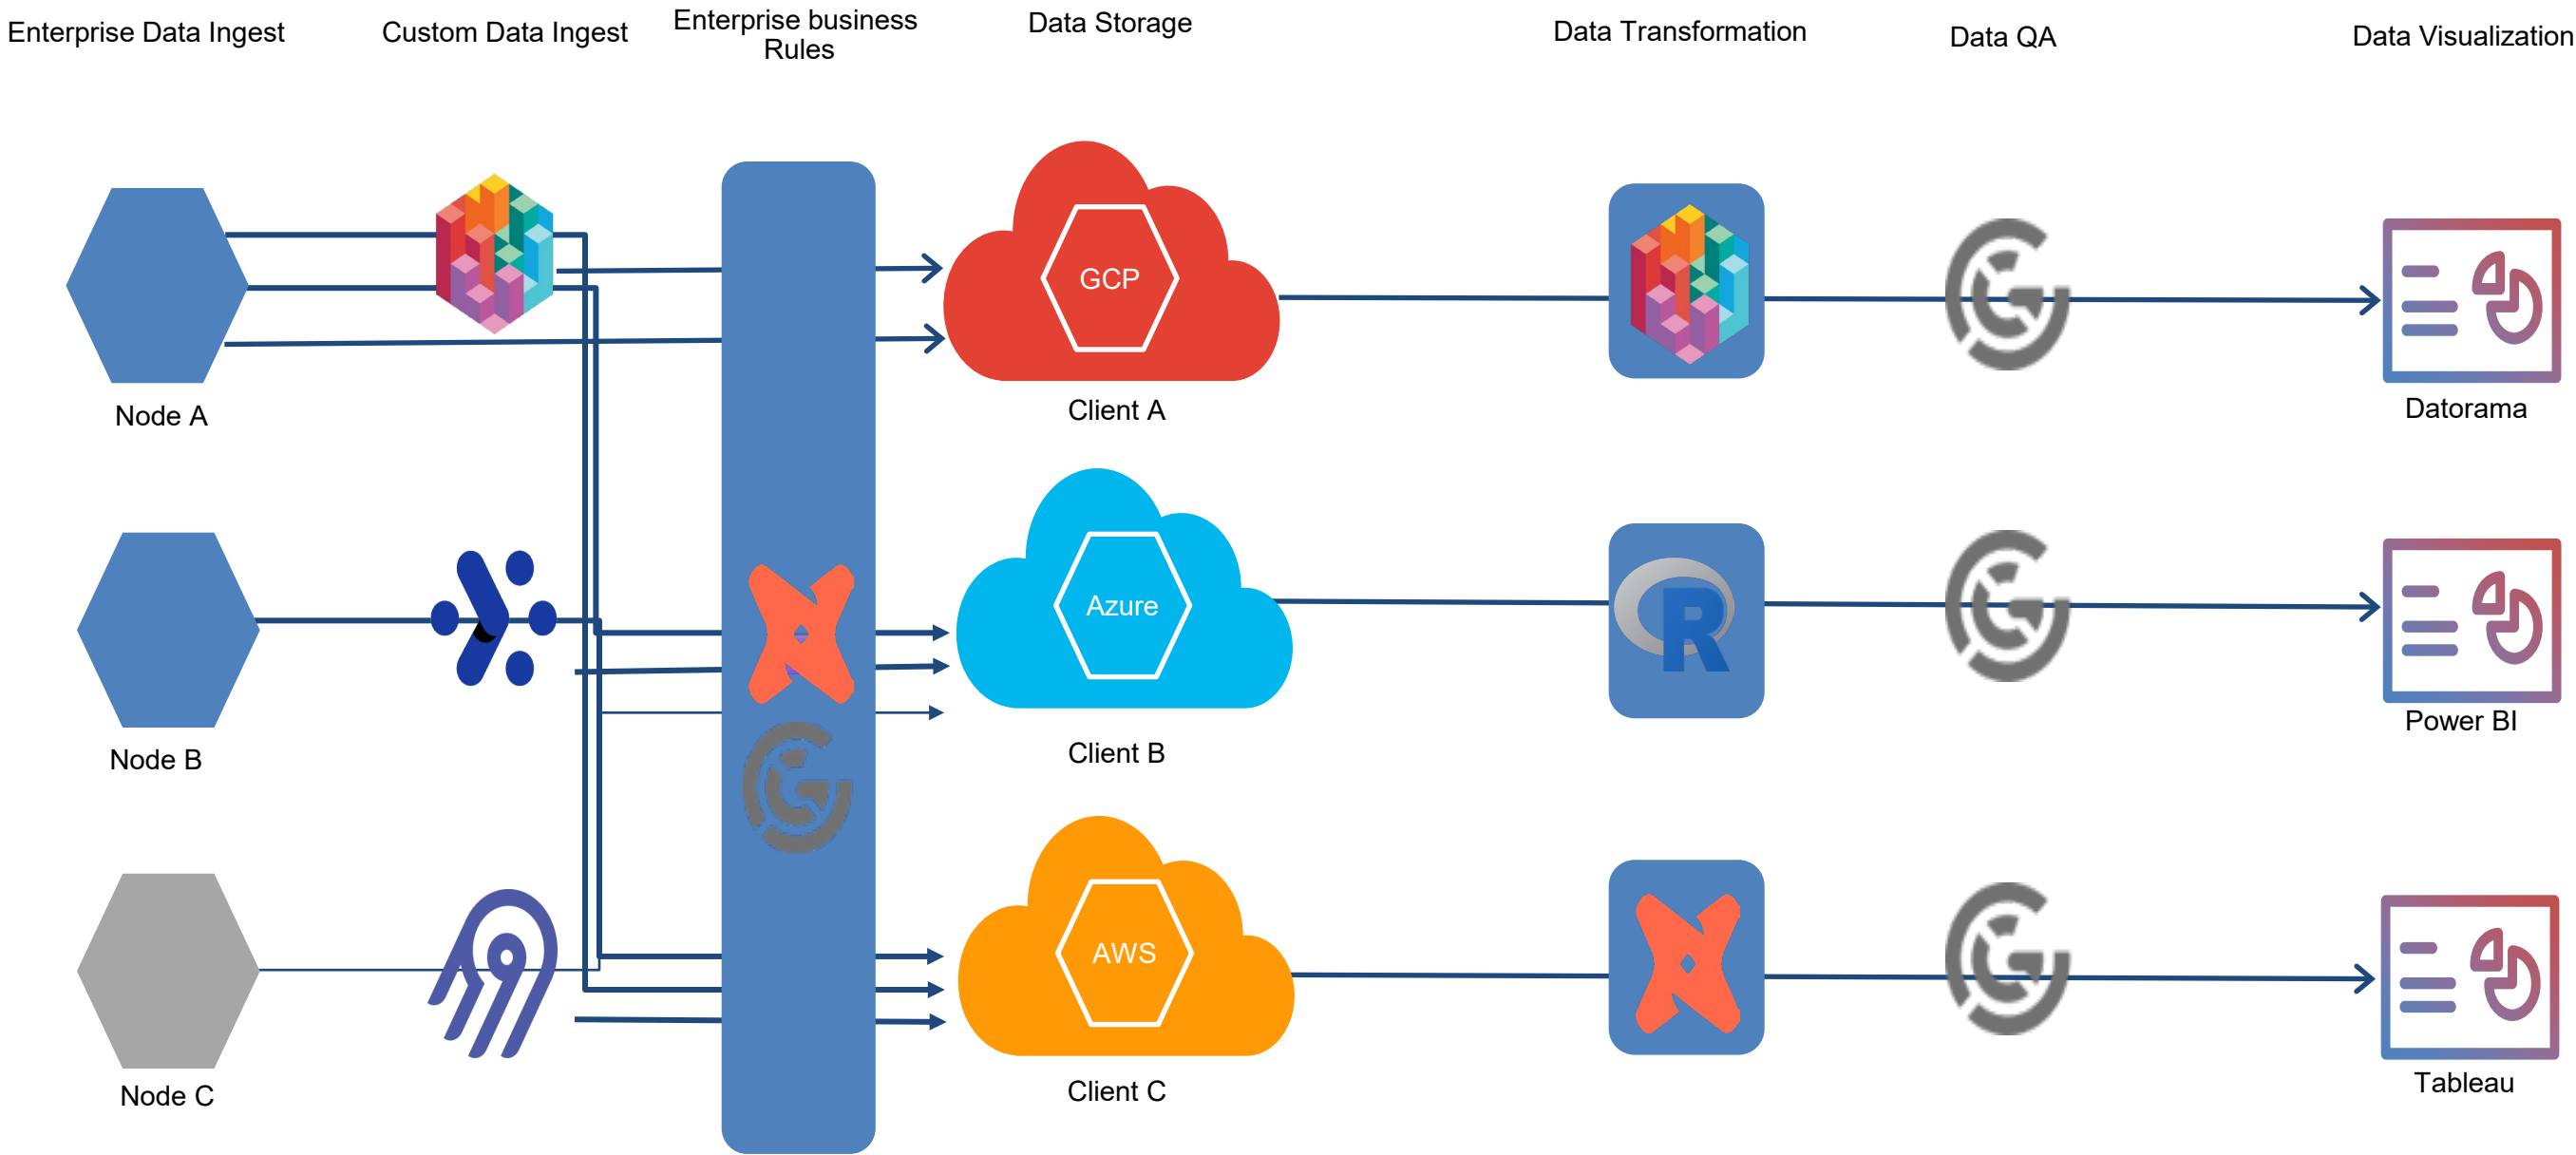 Enterprise Data Ingest
Custom Data Ingest
Enterprise business
Rules
Data Storage
Data Transformation
Data QA
Data Visualization
GCP
Node A
Client A
Datorama
Azure
R
Node B
Client B
Power BI
AWS
Node C
Client C
Tableau